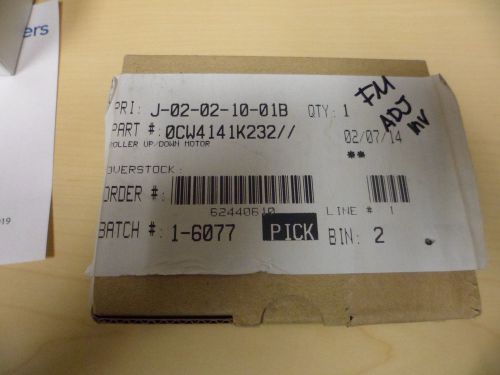 ers
19
PRI: J-02-02-10-01B QTY: 1
PART #: 0CW4141K232// 02/07/14
ROLLER UP/DOWN MOTOR **
OVERSTOCK:
ORDER #:
62440610 LINE # 1
BATCH #: 1-6077 PICK BIN: 2
FM
ADJ
INV